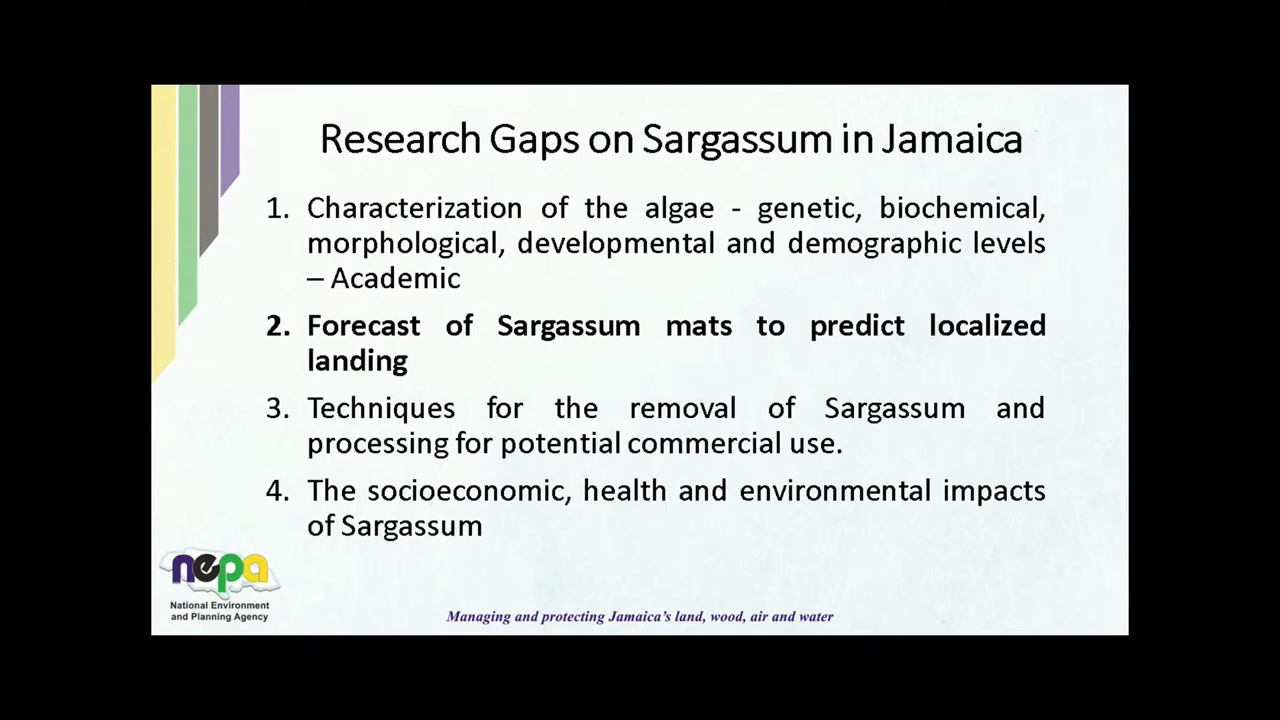 Research Gaps on Sargassum in Jamaica
1. Characterization of the algae - genetic, biochemical,
morphological, developmental and demographic levels
– Academic
2. Forecast of Sargassum mats to predict localized
landing
3. Techniques for the removal of Sargassum and
processing for potential commercial use.
4. The socioeconomic, health and environmental impacts
of Sargassum
nepa
National Environment
and Planning Agency
Managing and protecting Jamaica's land, wood, air and water